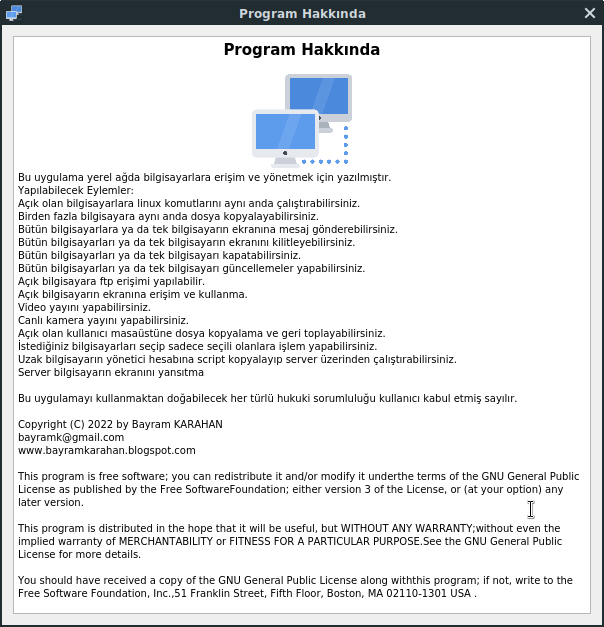 Program Hakkında
Program Hakkında
Bu uygulama yerel ağda bilgisayarlara erişim ve yönetmek için yazılmıştır.
Yapılabilecek Eylemler:
Açık olan bilgisayarlara linux komutlarını aynı anda çalıştırabilirsiniz.
Birden fazla bilgisayara aynı anda dosya kopyalayabilirsiniz.
Bütün bilgisayarlara ya da tek bilgisayarın ekranına mesaj gönderebilirsiniz.
Bütün bilgisayarları ya da tek bilgisayarın ekranını kilitleyebilirsiniz.
Bütün bilgisayarları ya da tek bilgisayarı kapatabilirsiniz.
Bütün bilgisayarları ya da tek bilgisayarı güncellemeler yapabilirsiniz.
Açık bilgisayara ftp erişimi yapılabilir.
Açık bilgisayarın ekranına erişim ve kullanma.
Video yayını yapabilirsiniz.
Canlı kamera yayını yapabilirsiniz.
Açık olan kullanıcı masaüstüne dosya kopyalama ve geri toplayabilirsiniz.
İstediğiniz bilgisayarları seçip sadece seçili olanlara işlem yapabilirsiniz.
Uzak bilgisayarın yönetici hesabına script kopyalayıp server üzerinden çalıştırabilirsiniz.
Server bilgisayarın ekranını yansıtma
Bu uygulamayı kullanmaktan doğabilecek her türlü hukuki sorumluluğu kullanıcı kabul etmiş sayılır.
Copyright (C) 2022 by Bayram KARAHAN
bayramk@gmail.com
www.bayramkarahan.blogspot.com
This program is free software; you can redistribute it and/or modify it underthe terms of the GNU General Public
License as published by the Free SoftwareFoundation; either version 3 of the License, or (at your option) any
later version.
This program is distributed in the hope that it will be useful, but WITHOUT ANY WARRANTY;without even the
implied warranty of MERCHANTABILITY or FITNESS FOR A PARTICULAR PURPOSE.See the GNU General Public
License for more details.
You should have received a copy of the GNU General Public License along withthis program; if not, write to the
Free Software Foundation, Inc.,51 Franklin Street, Fifth Floor, Boston, MA 02110-1301 USA .